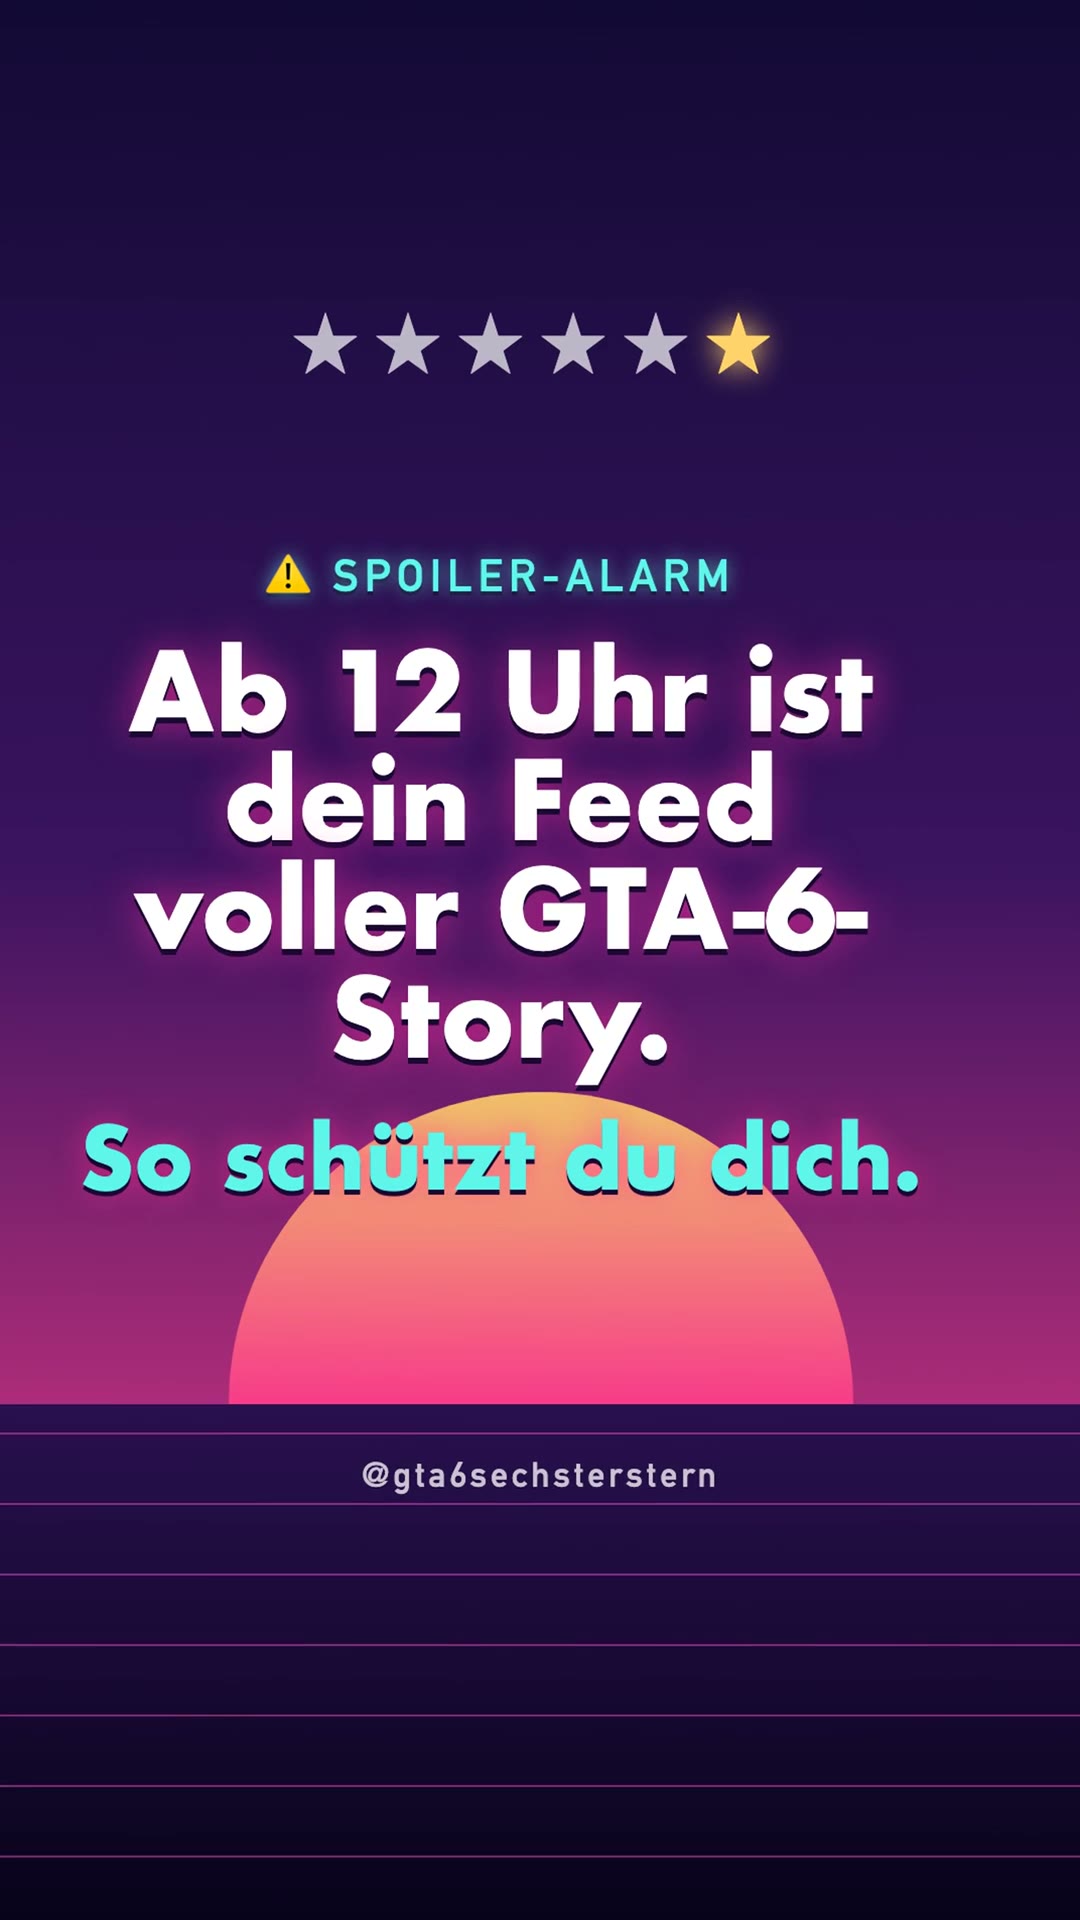 ⚠️ SPOILER-ALARM
Ab 12 Uhr ist
dein Feed
voller GTA-6-
Story.
So schützt du dich.
@gta6sechsterstern